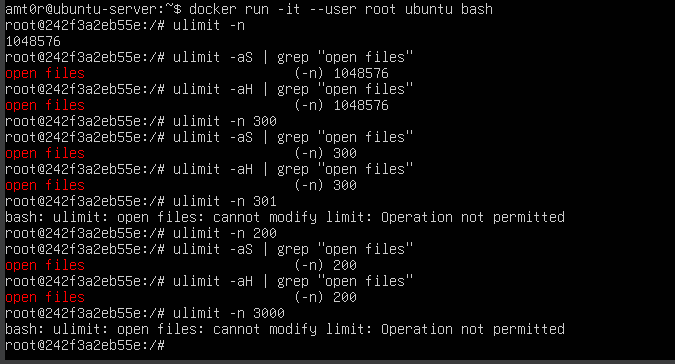 amt0r@ubuntu-server:~$ docker run -it --user root ubuntu bash
root@242f3a2eb55e:/# ulimit -n
1048576
root@242f3a2eb55e:/# ulimit -aS | grep "open files"
open files                          (-n) 1048576
root@242f3a2eb55e:/# ulimit -aH | grep "open files"
open files                          (-n) 1048576
root@242f3a2eb55e:/# ulimit -n 300
root@242f3a2eb55e:/# ulimit -aS | grep "open files"
open files                          (-n) 300
root@242f3a2eb55e:/# ulimit -aH | grep "open files"
open files                          (-n) 300
root@242f3a2eb55e:/# ulimit -n 301
bash: ulimit: open files: cannot modify limit: Operation not permitted
root@242f3a2eb55e:/# ulimit -n 200
root@242f3a2eb55e:/# ulimit -aS | grep "open files"
open files                          (-n) 200
root@242f3a2eb55e:/# ulimit -aH | grep "open files"
open files                          (-n) 200
root@242f3a2eb55e:/# ulimit -n 3000
bash: ulimit: open files: cannot modify limit: Operation not permitted
root@242f3a2eb55e:/#